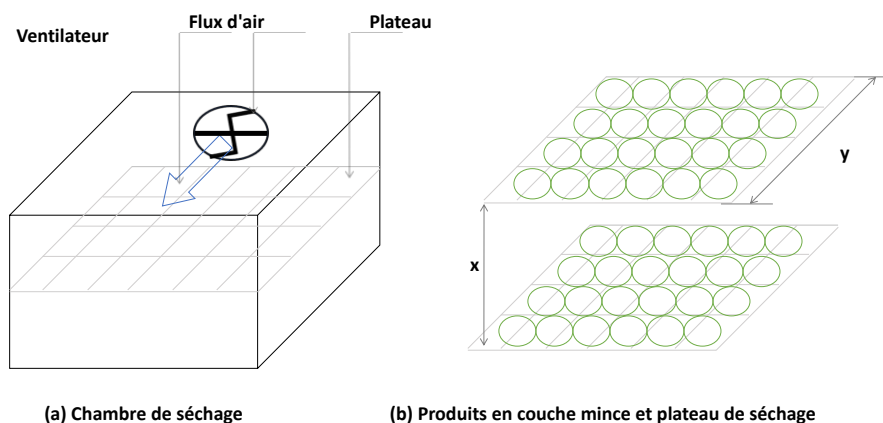 Flux d'air
Plateau
Ventilateur
y
x
(a) Chambre de séchage
(b) Produits en couche mince et plateau de séchage